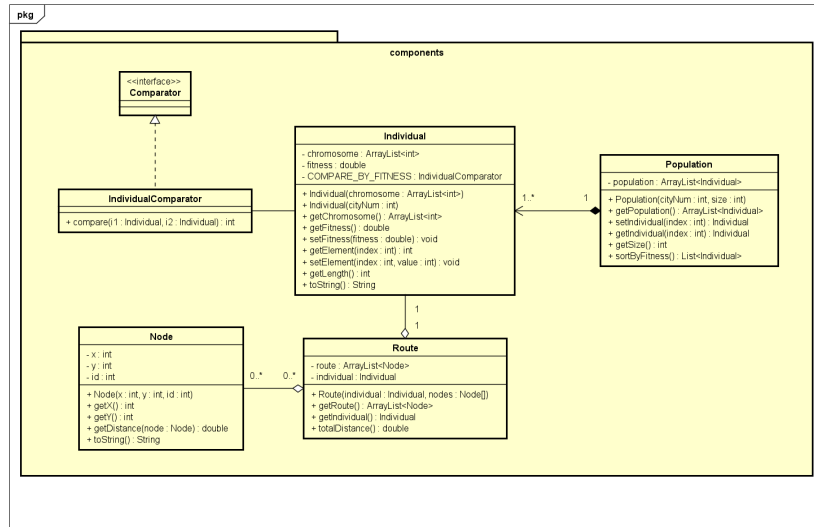 pkg
components
<<interface>>
Comparator
IndividualComparator
+ compare(i1 : Individual, i2 : Individual) : int
Individual
- chromosome : ArrayList<int>
- fitness : double
- COMPARE_BY_FITNESS : IndividualComparator
+ Individual(chromosome : ArrayList<int>)
+ Individual(cityNum : int)
+ getChromosome() : ArrayList<int>
+ getFitness() : double
+ setFitness(fitness : double) : void
+ getElement(index : int) : int
+ setElement(index : int, value : int) : void
+ getLength() : int
+ toString() : String
1..*
1
Population
- population : ArrayList<Individual>
+ Population(cityNum : int, size : int)
+ getPopulation() : ArrayList<Individual>
+ setIndividual(index : int) : Individual
+ getIndividual(index : int) : Individual
+ getSize() : int
+ sortByFitness() : List<Individual>
1
1
Node
- x : int
- y : int
- id : int
+ Node(x : int, y : int, id : int)
+ getX() : int
+ getY() : int
+ getDistance(node : Node) : double
+ toString() : String
0..*
0..*
Route
- route : ArrayList<Node>
- individual : Individual
+ Route(individual : Individual, nodes : Node[])
+ getRoute() : ArrayList<Node>
+ getIndividual() : Individual
+ totalDistance() : double